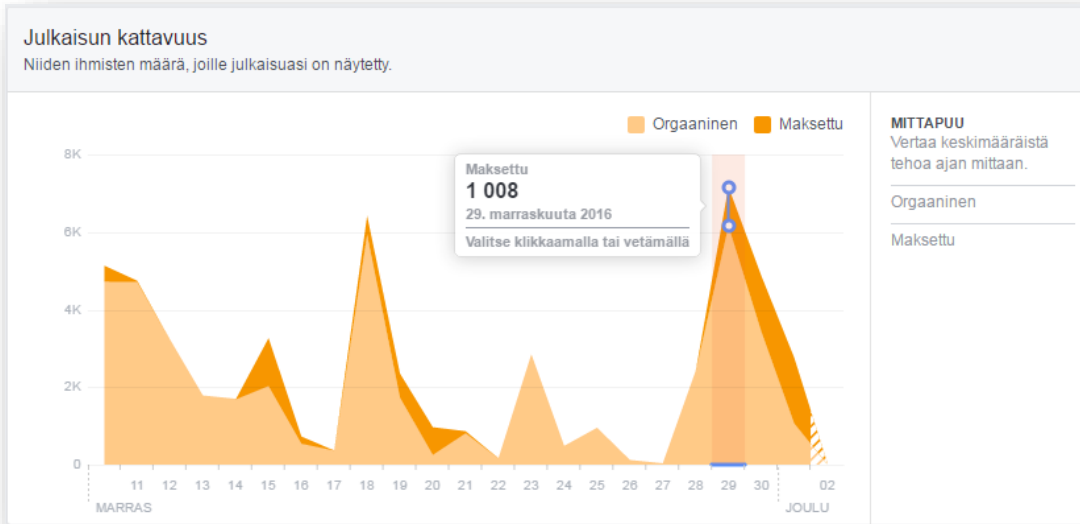 Julkaisun kattavuus
Niiden ihmisten määrä, joille julkaisuasi on näytetty.
Orgaaninen
Maksettu
8K
6K
4K
2K
0
Maksettu
1 008
29. marraskuuta 2016
Valitse klikkaamalla tai vetämällä
11 12 13 14 15 16 17 18 19 20 21 22 23 24 25 26 27 28 29 30 02
MARRAS JOULU
MITTAPUU
Vertaa keskimääräistä
tehoa ajan mittaan.
Orgaaninen
Maksettu